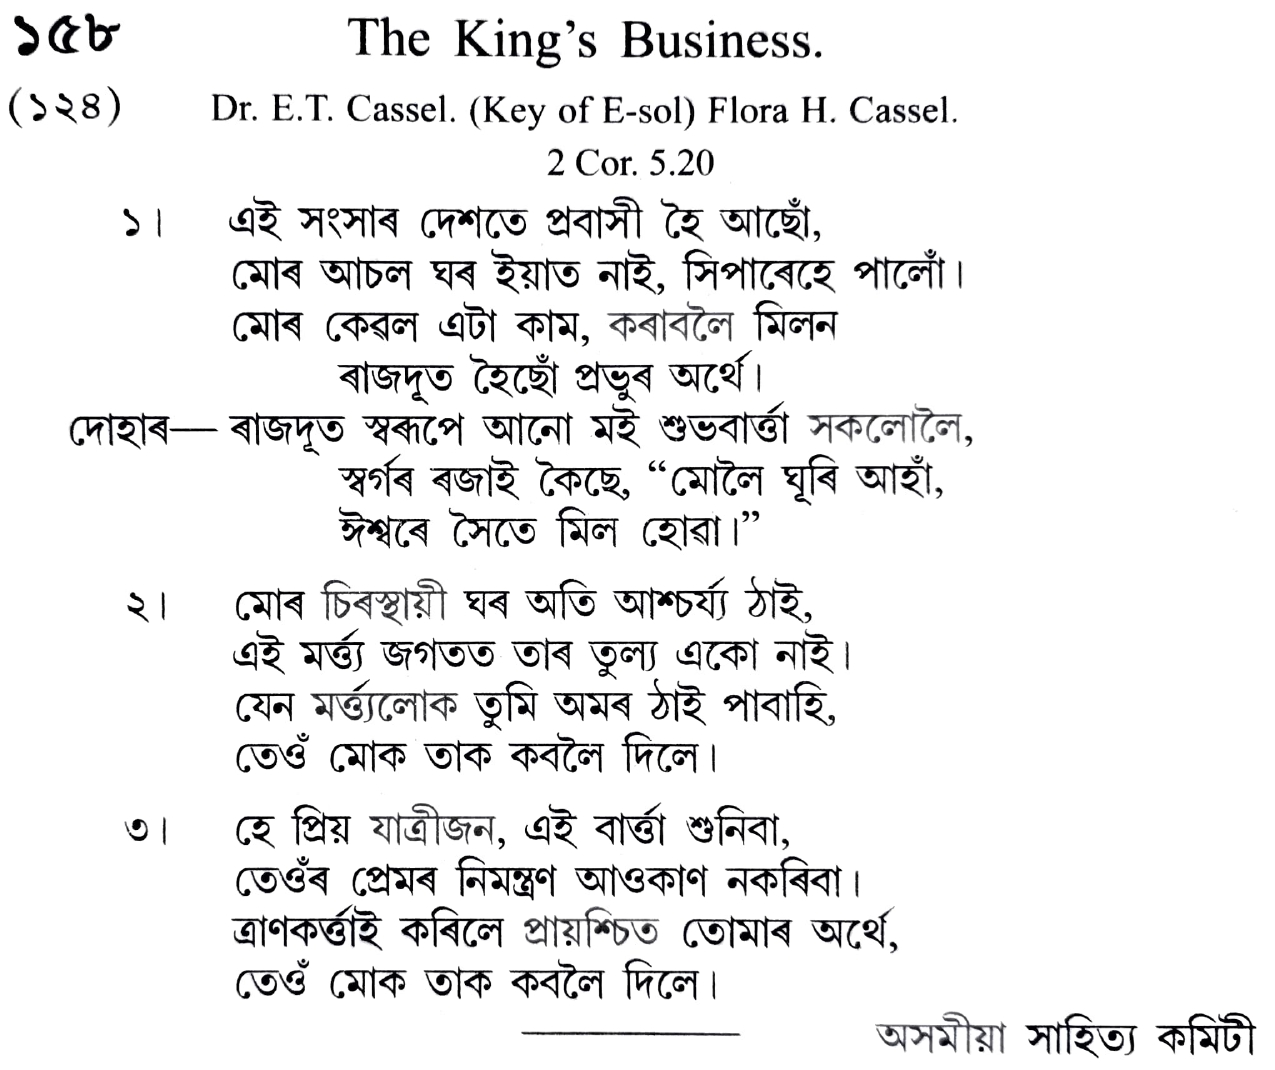 ১৫৮ The King's Business.
(১২৪) Dr. E.T. Cassel. (Key of E-sol) Flora H. Cassel.
2 Cor. 5.20
১। এই সংসাৰ দেশতে প্ৰবাসী হৈ আছোঁ,
মোৰ আচল ঘৰ ইয়াত নাই, সিপাৰেহে পালোঁ।
মোৰ কেৱল এটা কাম, কৰাবলৈ মিলন
ৰাজদূত হৈছোঁ প্ৰভুৰ অৰ্থে।
দোহাৰ— ৰাজদূত স্বৰূপে আনো মই শুভবাৰ্ত্তা সকলোলৈ,
স্বৰ্গৰ ৰজাই কৈছে, “মোলৈ ঘূৰি আহাঁ,
ঈশ্বৰে সৈতে মিল হোৱা।”
২। মোৰ চিৰস্থায়ী ঘৰ অতি আশ্চৰ্য্য ঠাই,
এই মৰ্ত্ত্য জগতত তাৰ তুল্য একো নাই।
যেন মৰ্ত্ত্যলোক তুমি অমৰ ঠাই পাবাহি,
তেওঁ মোক তাক কবলৈ দিলে।
৩। হে প্ৰিয় যাত্ৰীজন, এই বাৰ্ত্তা শুনিবা,
তেওঁৰ প্ৰেমৰ নিমন্ত্ৰণ আওকাণ নকৰিবা।
ত্ৰাণকৰ্ত্তাই কৰিলে প্ৰায়শ্চিত তোমাৰ অৰ্থে,
তেওঁ মোক তাক কবলৈ দিলে।
অসমীয়া সাহিত্য কমিটী